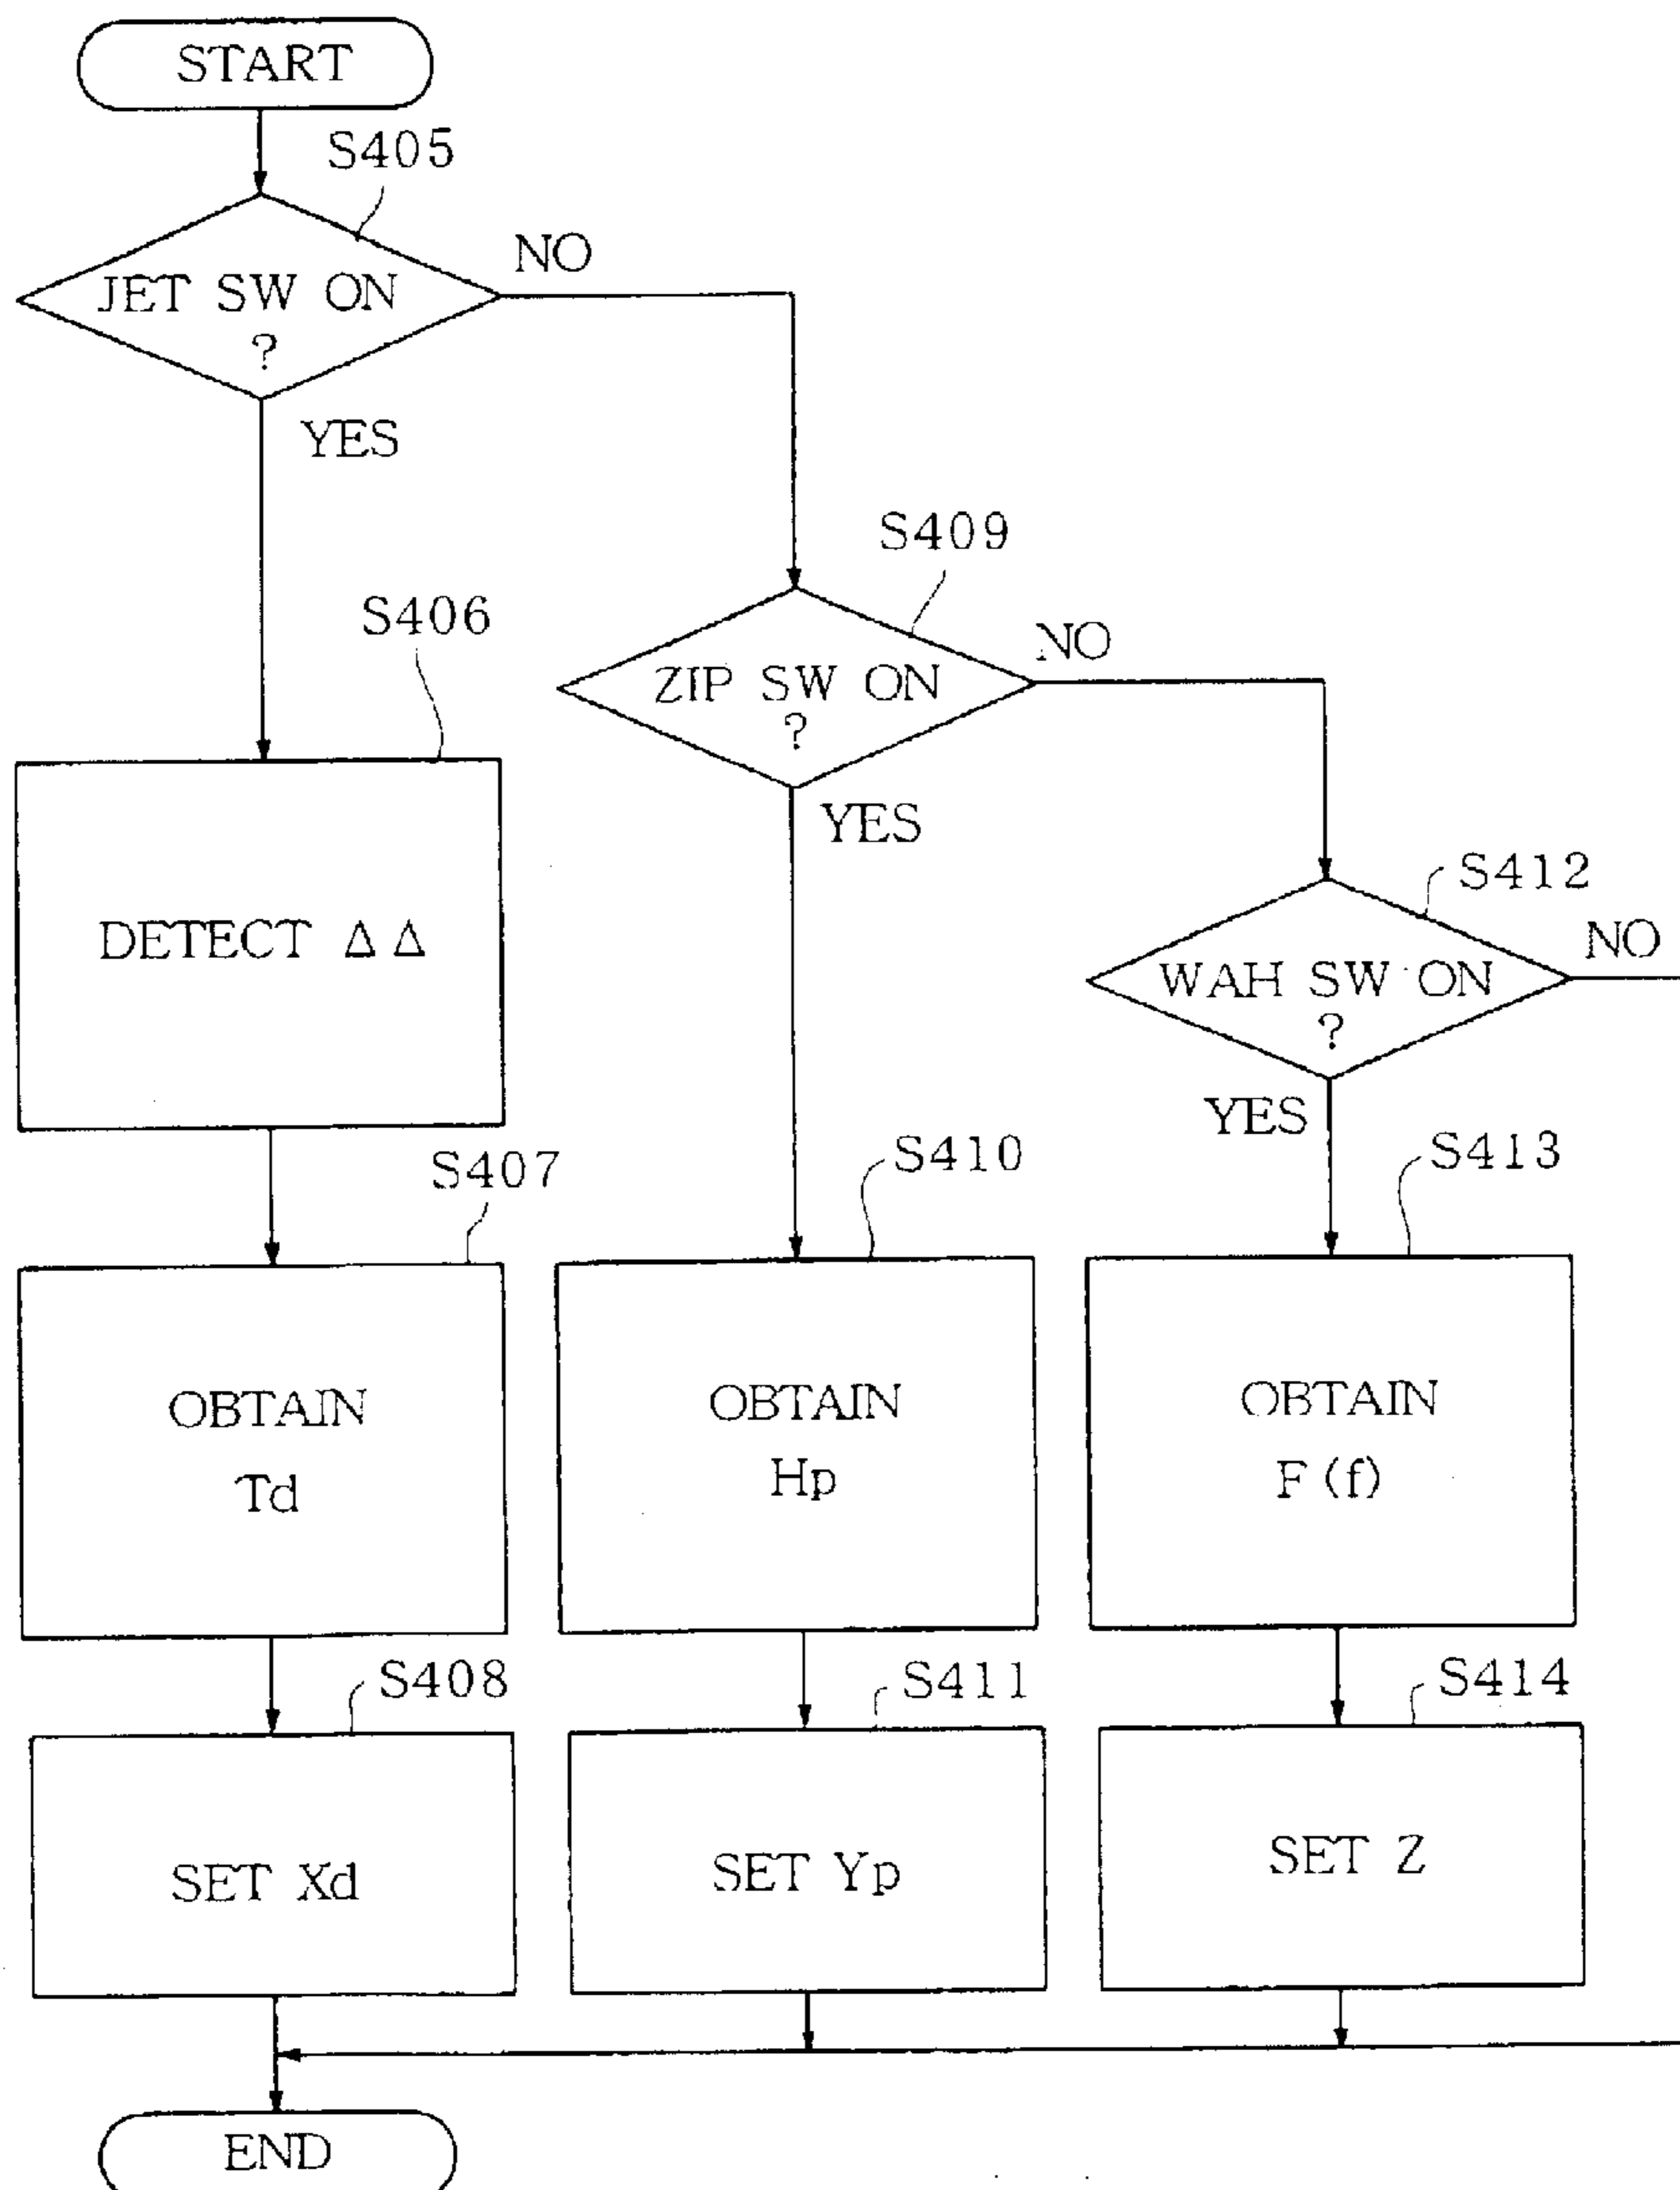 START
S405
JET SW ON
?
NO
YES
S409
ZIP SW ON
?
NO
YES
S406
DETECT Δ Δ
S412
WAH SW ON
?
NO
YES
S407
OBTAIN
Td
S410
OBTAIN
Hp
S413
OBTAIN
F (f)
S408
SET Xd
S411
SET Yp
S414
SET Z
END